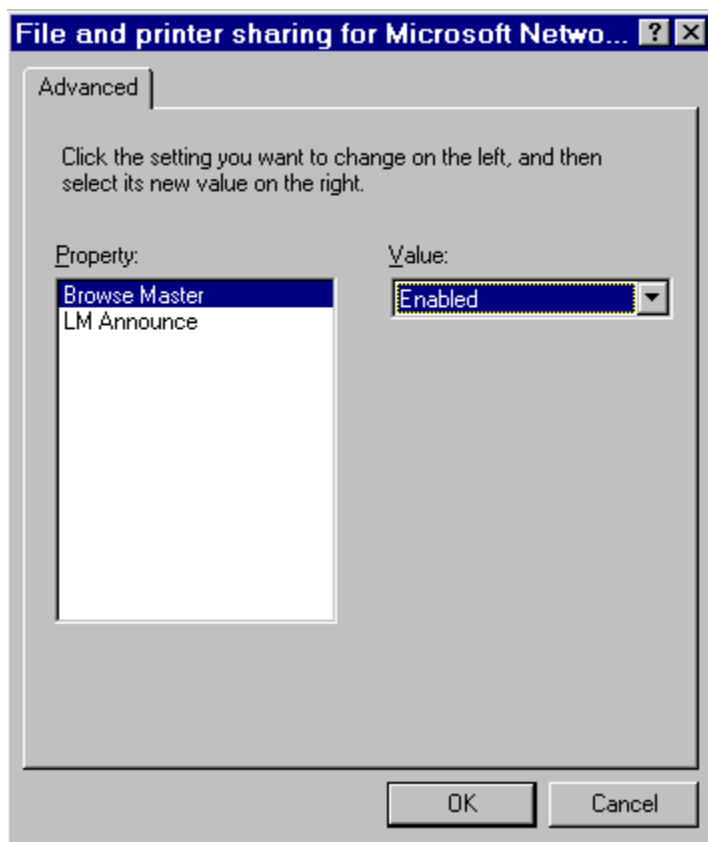 File and printer sharing for Microsoft Netwo...
Advanced
Click the setting you want to change on the left, and then
select its new value on the right.
Property:
Value:
Browse Master
Enabled
LM Announce
OK
Cancel